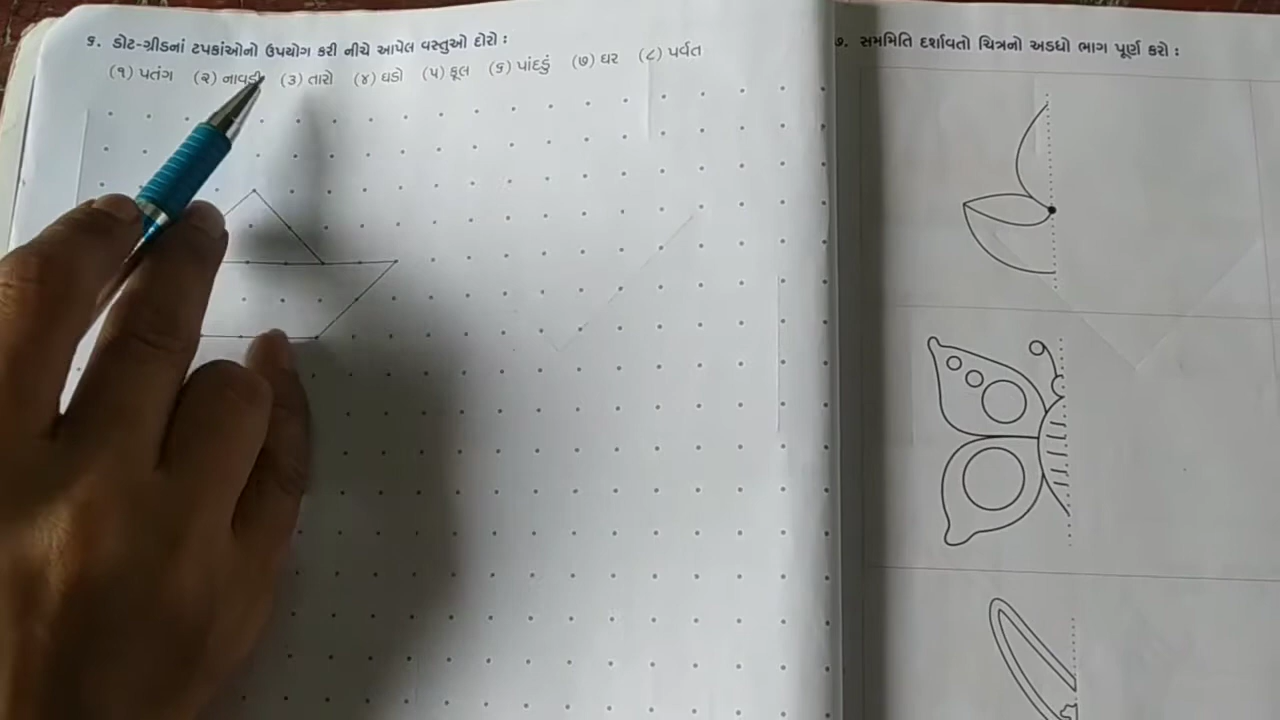 ૬. ડોટ-ગ્રીડનાં ટપકાંઓનો ઉપયોગ કરી નીચે આપેલ વસ્તુઓ દોરો :
(૧) પતંગ (૨) નાવડી (૩) તારો (૪) ઘડો (૫) ફૂલ (૬) પાંદડું (૭) ઘર (૮) પર્વત
૭. સમમિતિ દર્શાવતો ચિત્રનો અડધો ભાગ પૂર્ણ કરો :